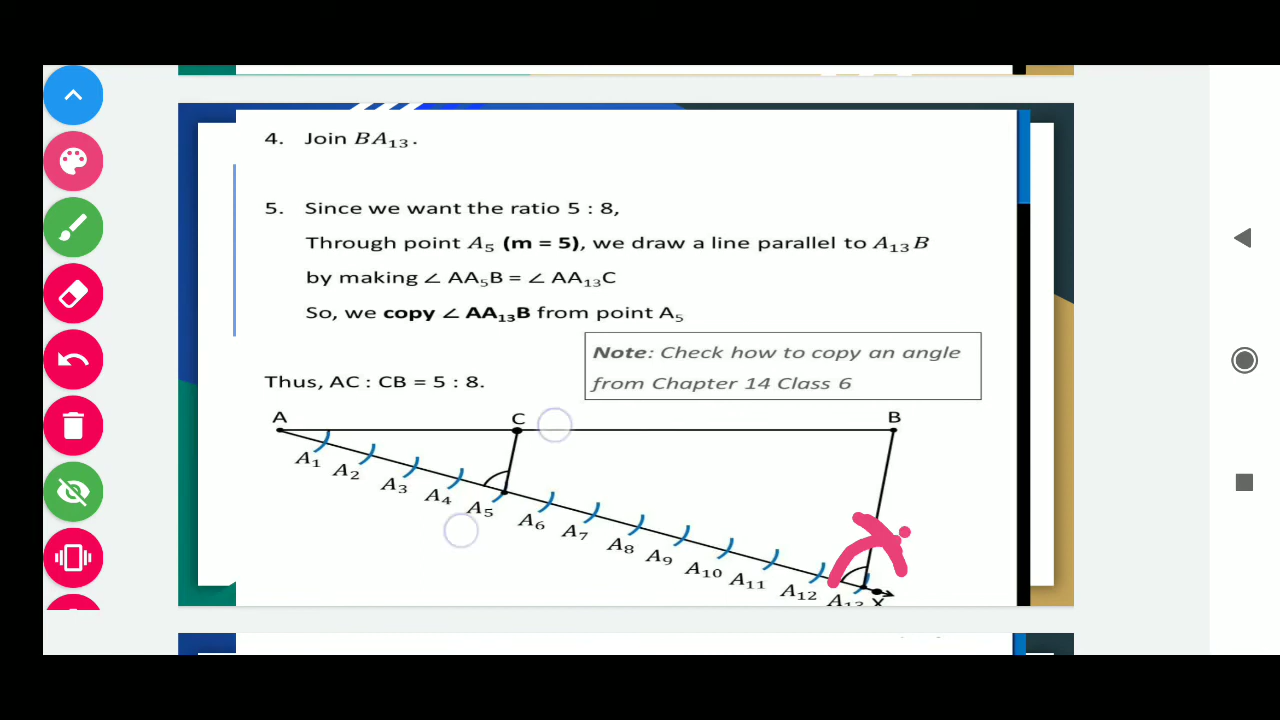 4. Join BA₁₃.
5. Since we want the ratio 5 : 8,
Through point A₅ (m = 5), we draw a line parallel to A₁₃B
by making ∠ AA₅B = ∠ AA₁₃C
So, we copy ∠ AA₁₃B from point A₅
Note: Check how to copy an angle
from Chapter 14 Class 6
Thus, AC : CB = 5 : 8.
A C B
A₁ A₂ A₃ A₄ A₅ A₆ A₇ A₈ A₉ A₁₀ A₁₁ A₁₂ A₁₃ X